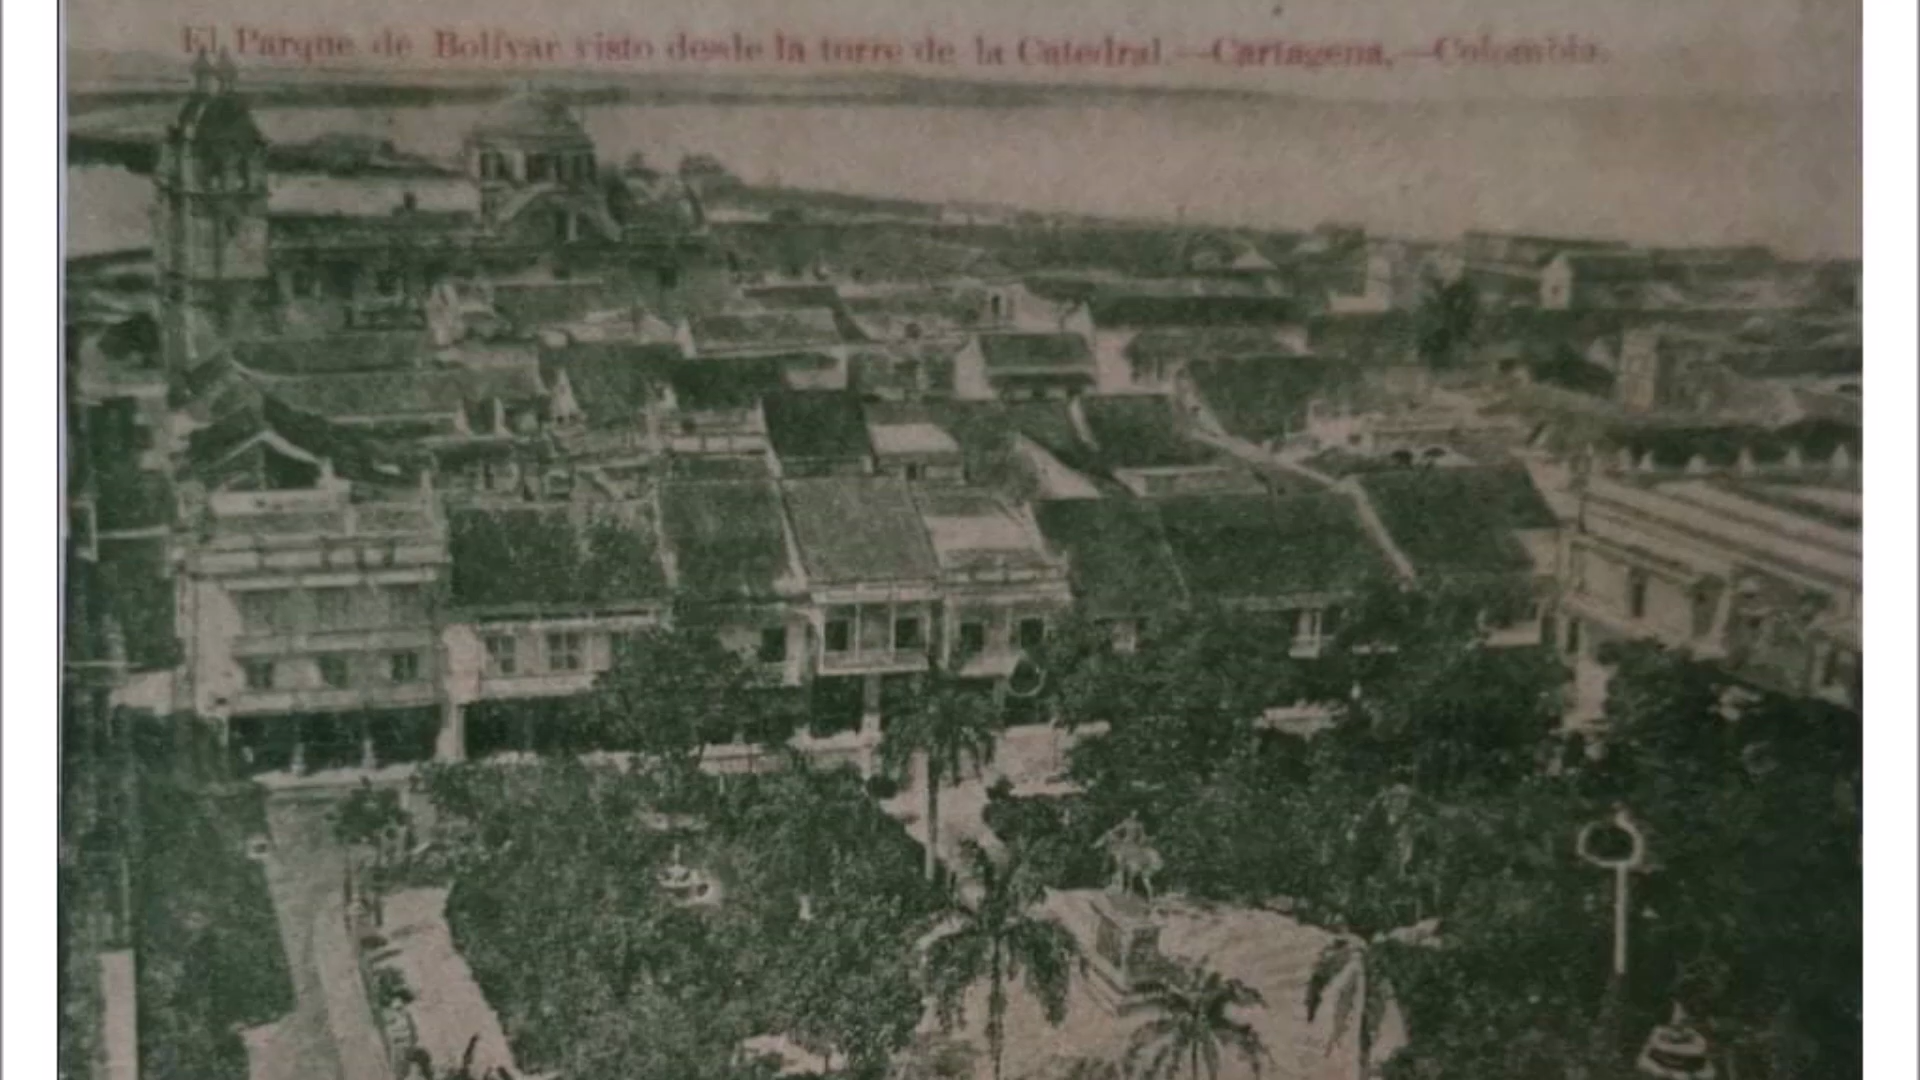 El Parque de Bolívar visto desde la torre de la Catedral.—Cartagena.—Colombia.